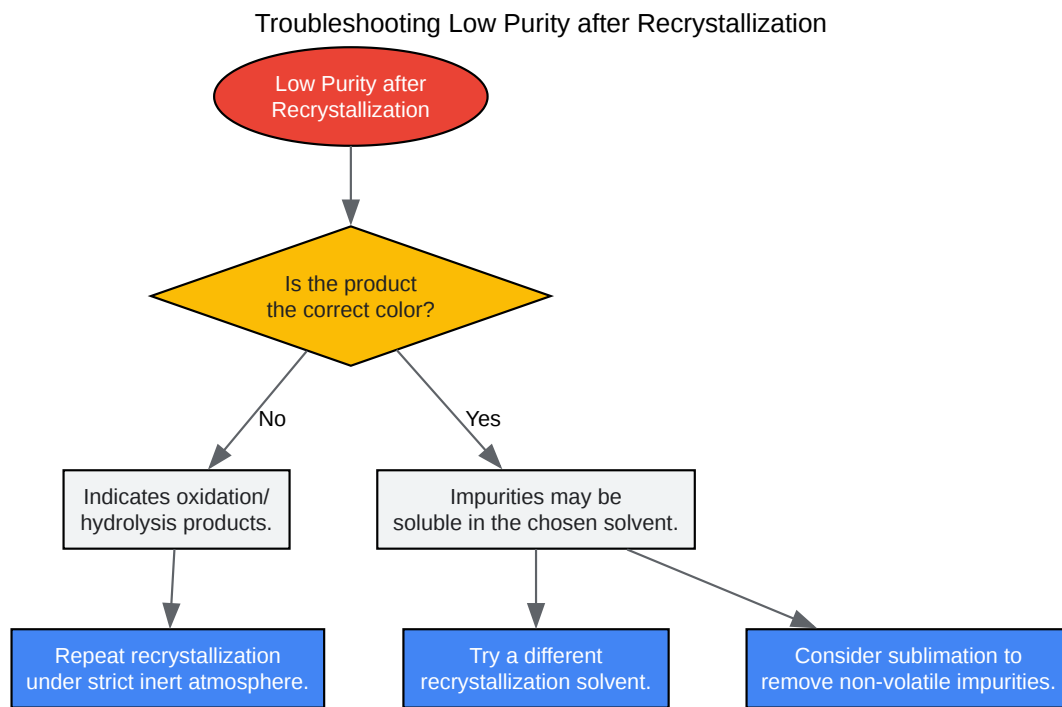 Troubleshooting Low Purity after Recrystallization
Low Purity after
Recrystallization
Is the product
the correct color?
No
Yes
Indicates oxidation/
hydrolysis products.
Impurities may be
soluble in the chosen solvent.
Repeat recrystallization
under strict inert atmosphere.
Try a different
recrystallization solvent.
Consider sublimation to
remove non-volatile impurities.